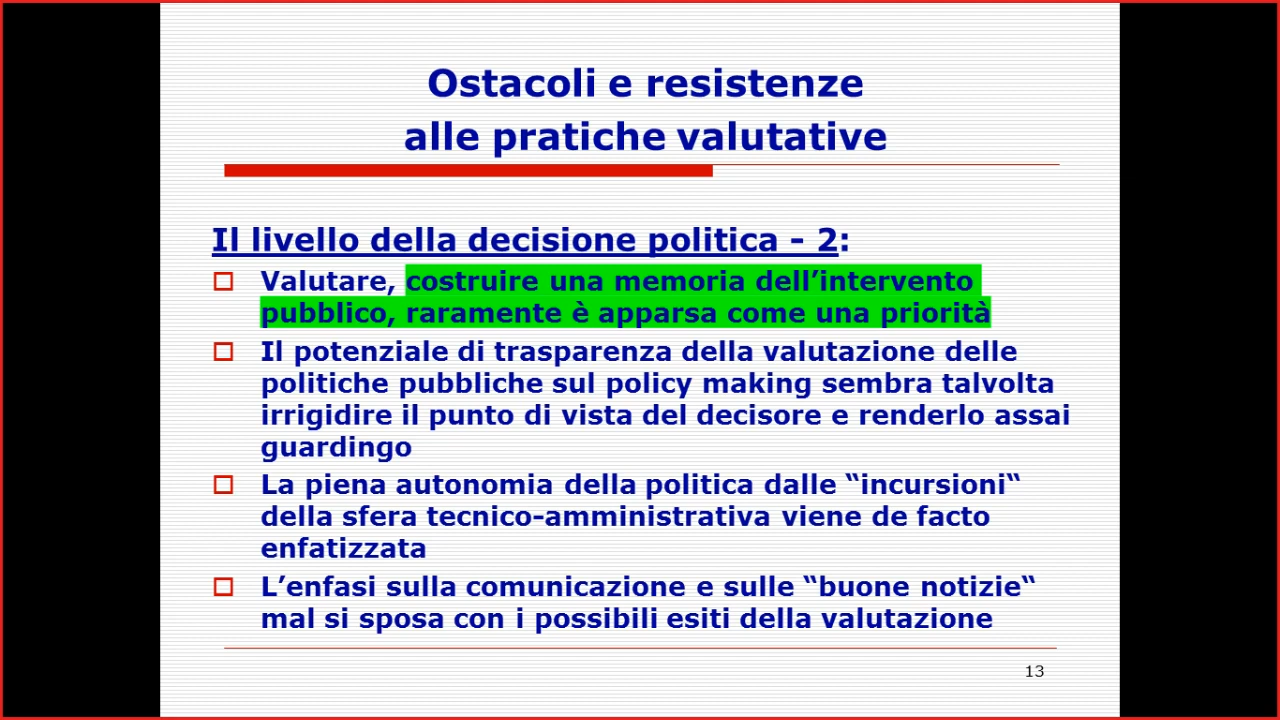 Ostacoli e resistenze
alle pratiche valutative
Il livello della decisione politica - 2:
Valutare, costruire una memoria dell’intervento
pubblico, raramente è apparsa come una priorità
Il potenziale di trasparenza della valutazione delle
politiche pubbliche sul policy making sembra talvolta
irrigidire il punto di vista del decisore e renderlo assai
guardingo
La piena autonomia della politica dalle “incursioni“
della sfera tecnico-amministrativa viene de facto
enfatizzata
L’enfasi sulla comunicazione e sulle “buone notizie“
mal si sposa con i possibili esiti della valutazione
13